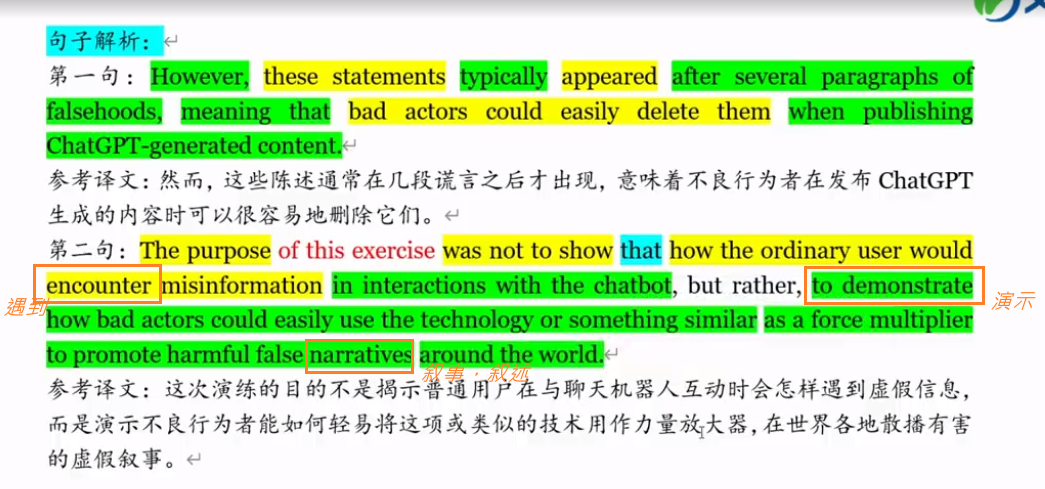 句子解析：
第一句：However, these statements typically appeared after several paragraphs of
falsehoods, meaning that bad actors could easily delete them when publishing
ChatGPT-generated content.
参考译文：然而，这些陈述通常在几段谎言之后才出现，意味着不良行为者在发布 ChatGPT
生成的内容时可以很容易地删除它们。
第二句：The purpose of this exercise was not to show that how the ordinary user would
encounter misinformation in interactions with the chatbot, but rather, to demonstrate
遇到
演示
how bad actors could easily use the technology or something similar as a force multiplier
to promote harmful false narratives around the world.
叙事，叙述
参考译文：这次演练的目的不是揭示普通用户在与聊天机器人互动时会怎样遇到虚假信息，
而是演示不良行为者能如何轻易将这项或类似的技术用作力量放大器，在世界各地散播有害
的虚假叙事。